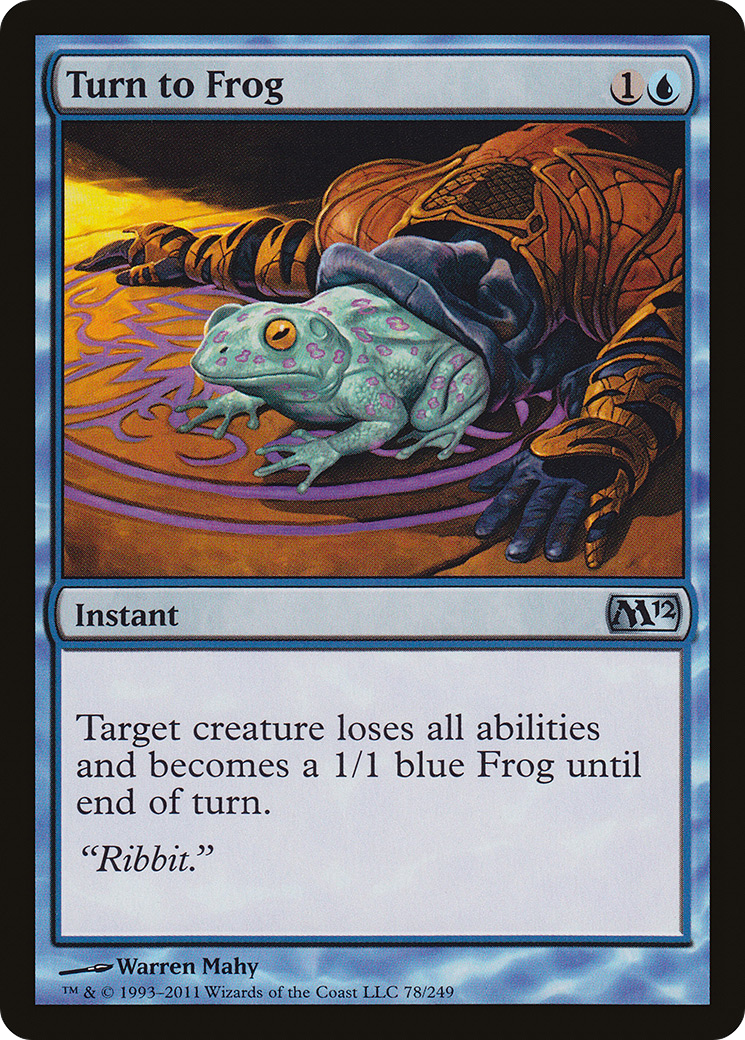 Turn to Frog 1
Instant M12
Target creature loses all abilities
and becomes a 1/1 blue Frog until
end of turn.
“Ribbit.”
Warren Mahy
™ & © 1993–2011 Wizards of the Coast LLC 78/249